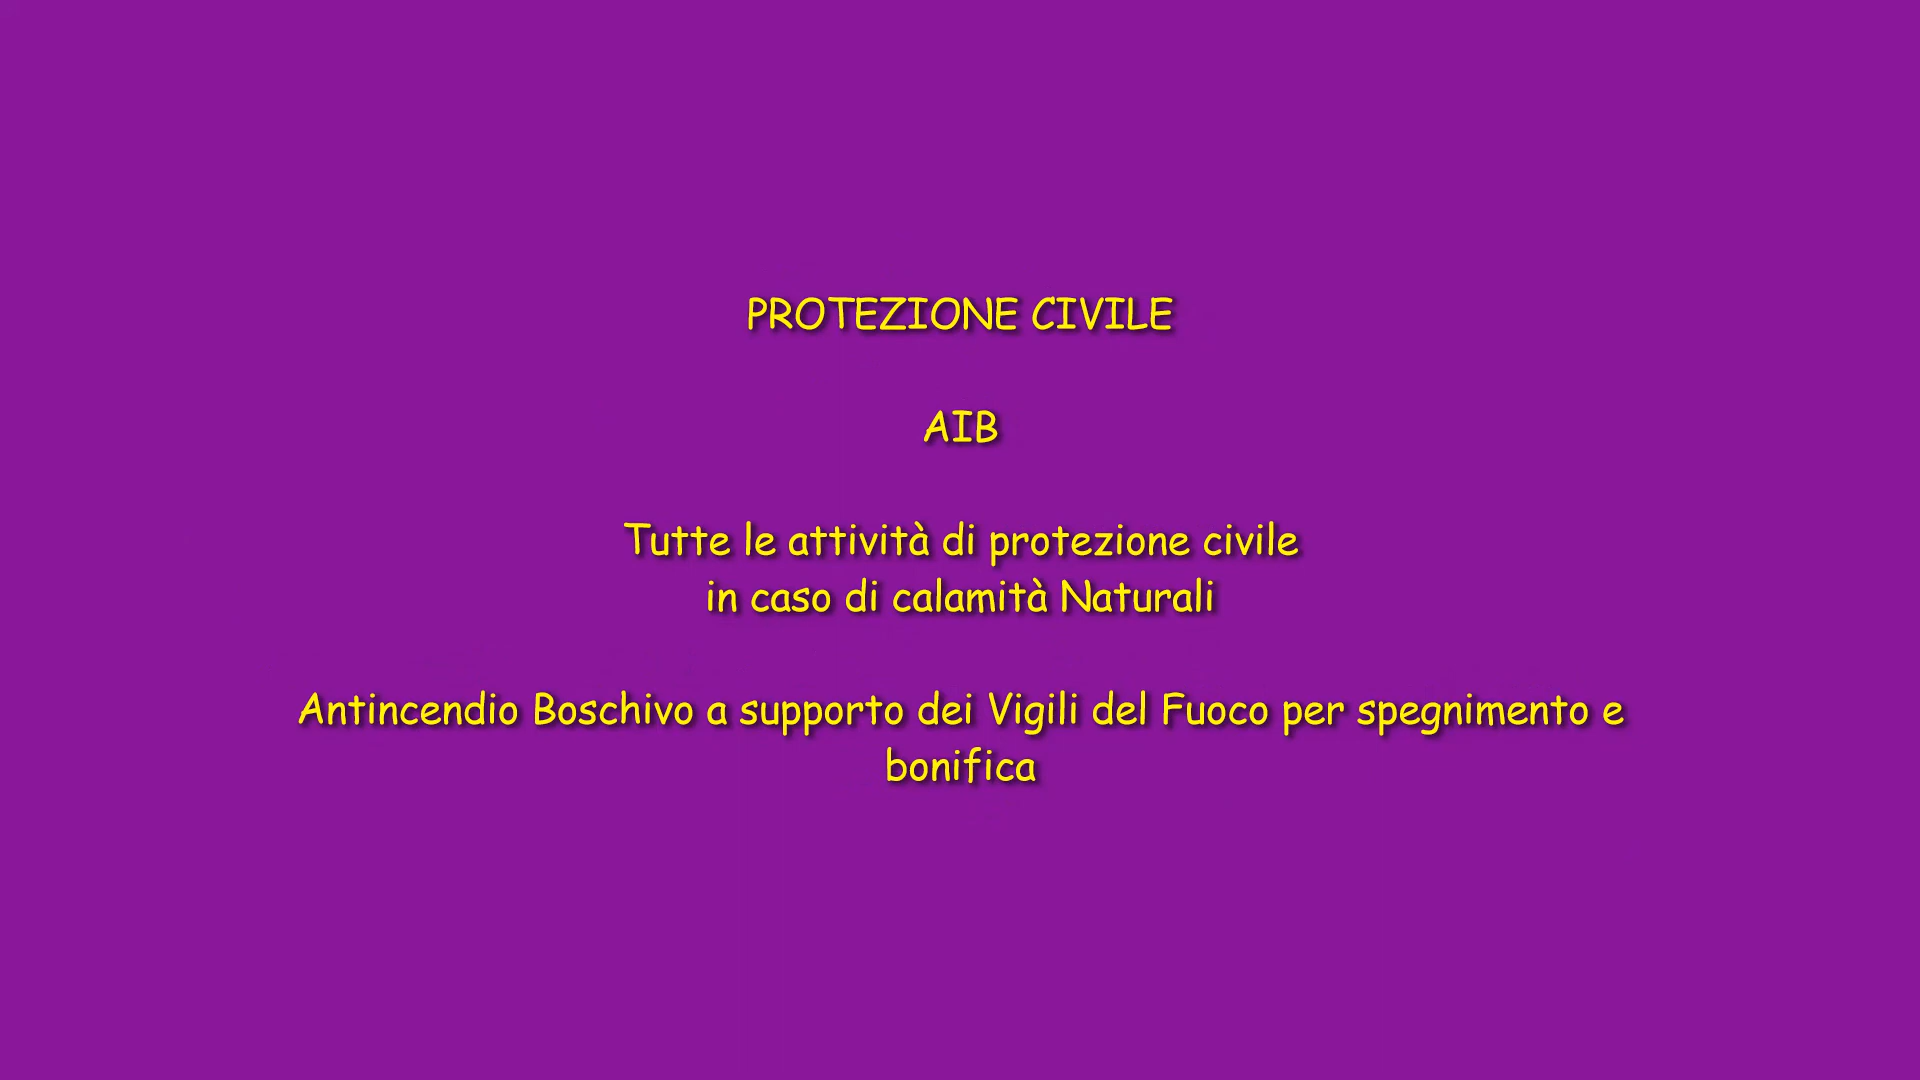 PROTEZIONE CIVILE
AIB
Tutte le attività di protezione civile
in caso di calamità Naturali
Antincendio Boschivo a supporto dei Vigili del Fuoco per spegnimento e
bonifica